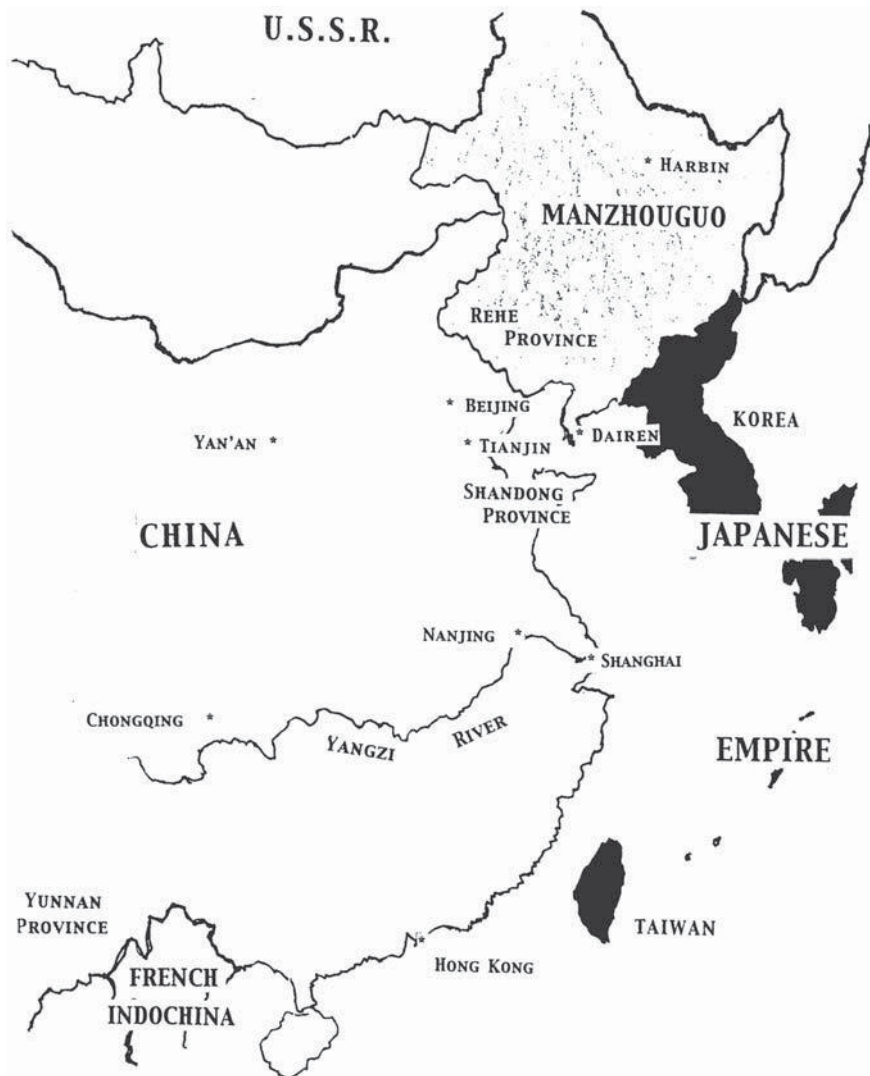 U.S.S.R.
* HARBIN
MANZHOUGUO
REHE
PROVINCE
* BEIJING
KOREA
* DAIREN
YAN'AN *
* TIANJIN
SHANDONG
PROVINCE
CHINA
JAPANESE
NANJING *
* SHANGHAI
CHONGQING *
YANGZI
RIVER
EMPIRE
YUNNAN
PROVINCE
TAIWAN
* HONG KONG
FRENCH
INDOCHINA